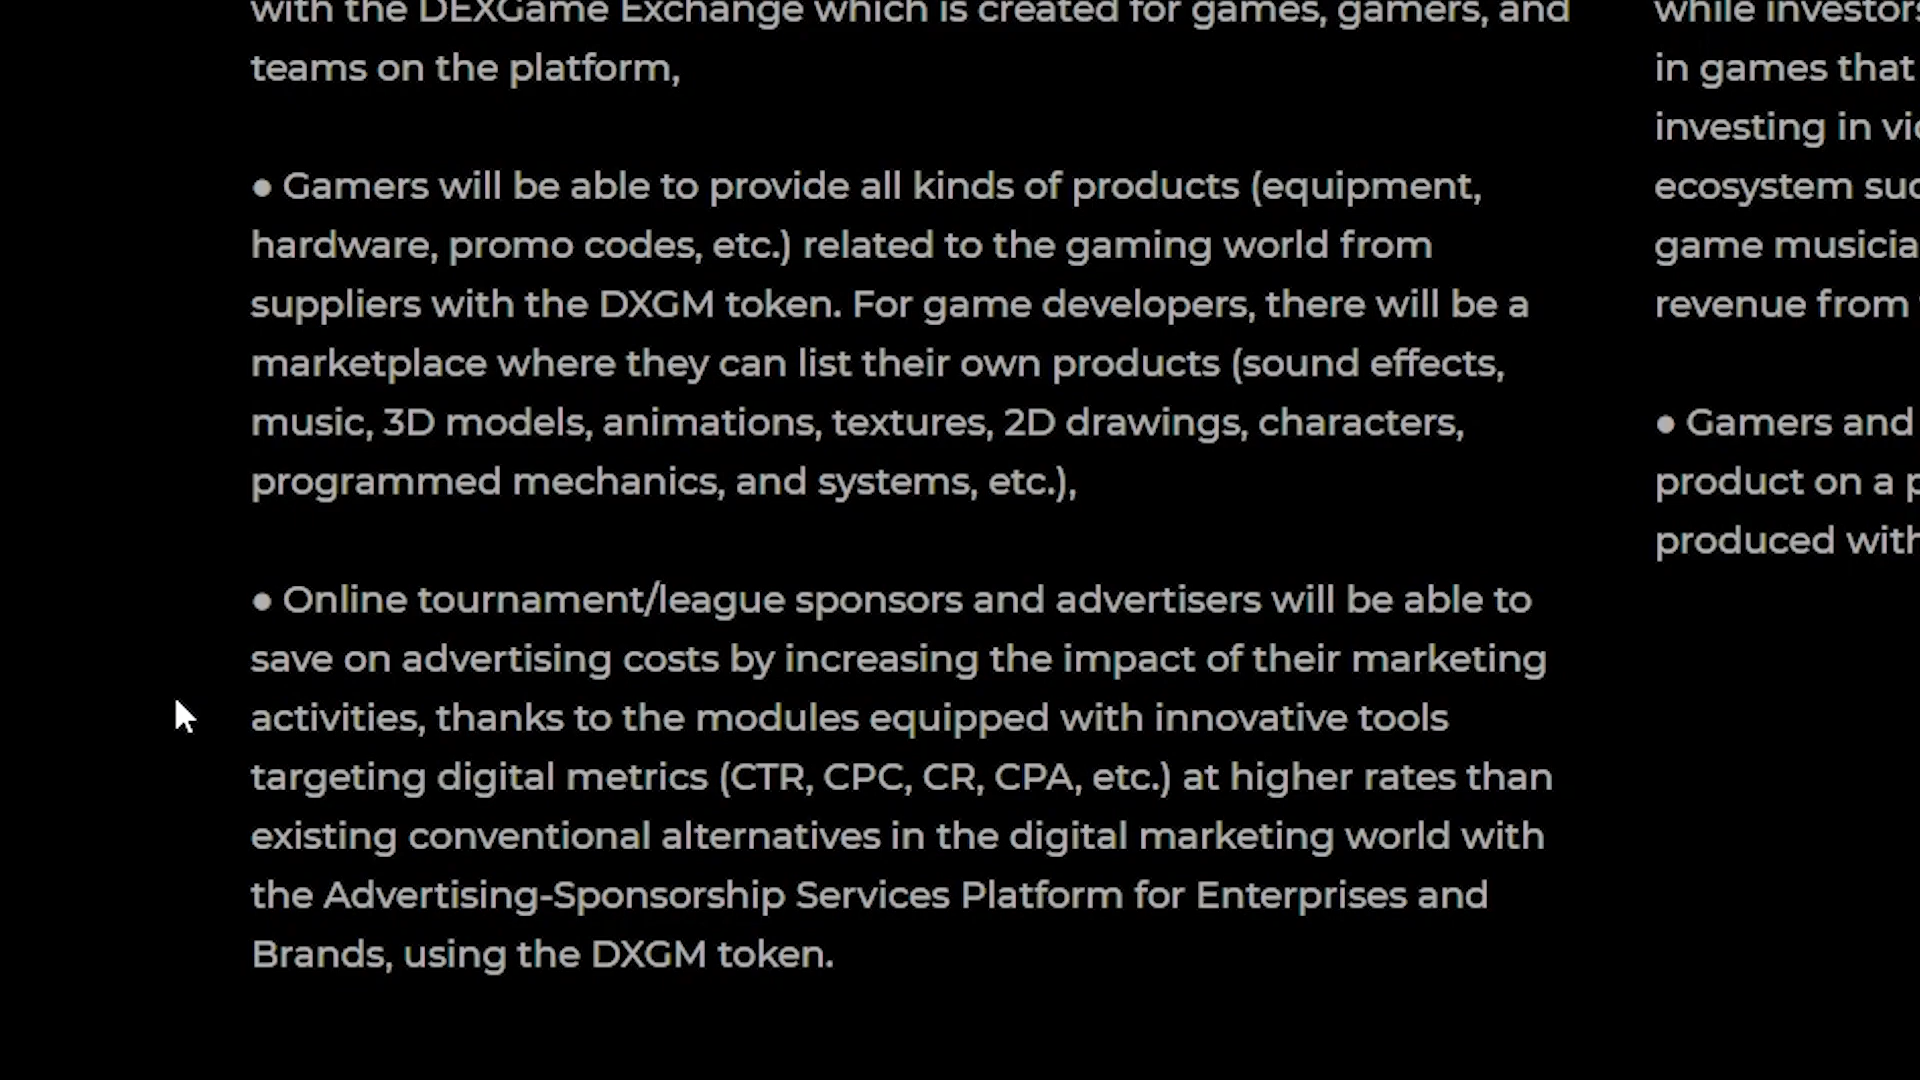 with the DEXGame Exchange which is created for games, gamers, and
teams on the platform,
● Gamers will be able to provide all kinds of products (equipment,
hardware, promo codes, etc.) related to the gaming world from
suppliers with the DXGM token. For game developers, there will be a
marketplace where they can list their own products (sound effects,
music, 3D models, animations, textures, 2D drawings, characters,
programmed mechanics, and systems, etc.),
● Online tournament/league sponsors and advertisers will be able to
save on advertising costs by increasing the impact of their marketing
activities, thanks to the modules equipped with innovative tools
targeting digital metrics (CTR, CPC, CR, CPA, etc.) at higher rates than
existing conventional alternatives in the digital marketing world with
the Advertising-Sponsorship Services Platform for Enterprises and
Brands, using the DXGM token.
while
in games that
investing in
ecosystem
game
revenue from
● Gamers and
product on a
produced